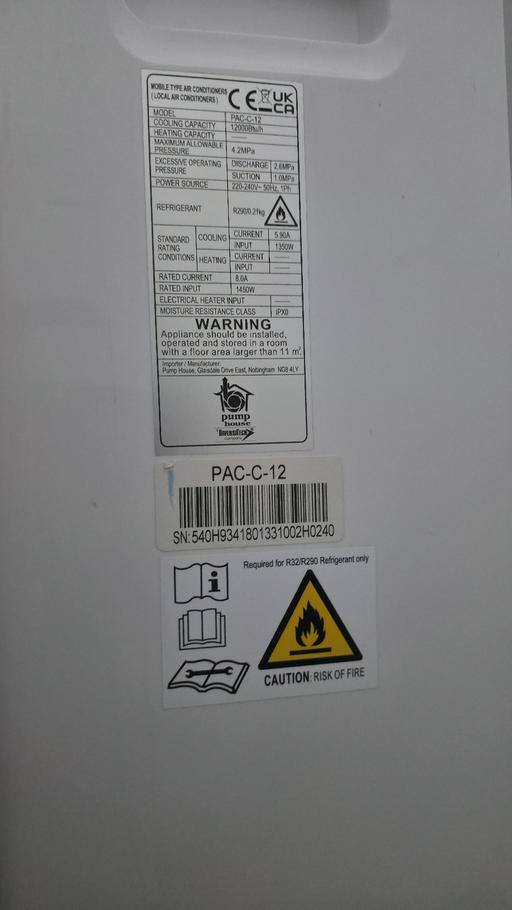 MOBILE TYPE AIR CONDITIONERS
(LOCAL AIR CONDITIONERS)
CE UK CA
MODEL PAC-C-12
COOLING CAPACITY 12000Btu/h
HEATING CAPACITY ——
MAXIMUM ALLOWABLE PRESSURE 4.2MPa
EXCESSIVE OPERATING PRESSURE DISCHARGE 2.6MPa
SUCTION 1.0MPa
POWER SOURCE 220-240V~ 50Hz, 1Ph
REFRIGERANT R290/0.21kg
STANDARD RATING CONDITIONS COOLING CURRENT 5.90A
INPUT 1350W
HEATING CURRENT ——
INPUT ——
RATED CURRENT 8.0A
RATED INPUT 1450W
ELECTRICAL HEATER INPUT ——
MOISTURE RESISTANCE CLASS IPX0
WARNING
Appliance should be installed,
operated and stored in a room
with a floor area larger than 11 m².
Importer / Manufacturer:
Pump House, Glaisdale Drive East, Nottingham NG8 4LY
pump
house
DIVERSITECH
company
PAC-C-12
SN: 540H9341801331002H0240
Required for R32/R290 Refrigerant only
i
CAUTION: RISK OF FIRE